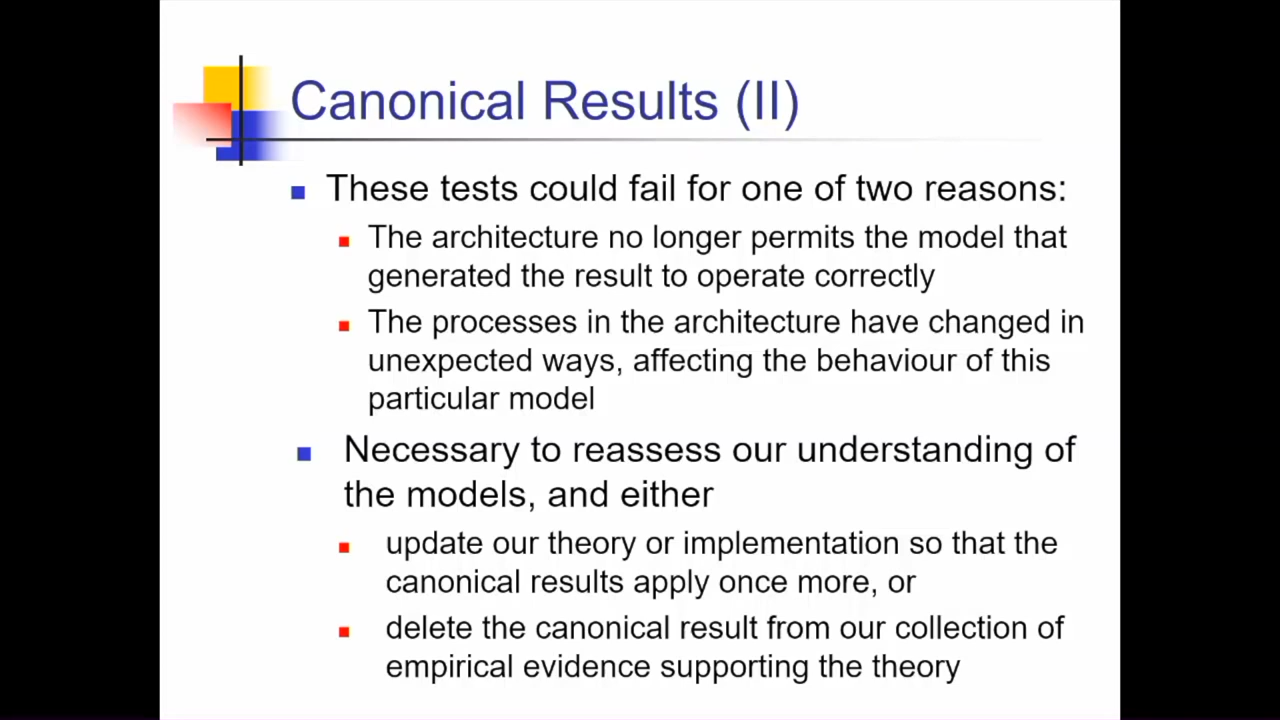 Canonical Results (II)
These tests could fail for one of two reasons:
The architecture no longer permits the model that
generated the result to operate correctly
The processes in the architecture have changed in
unexpected ways, affecting the behaviour of this
particular model
Necessary to reassess our understanding of
the models, and either
update our theory or implementation so that the
canonical results apply once more, or
delete the canonical result from our collection of
empirical evidence supporting the theory